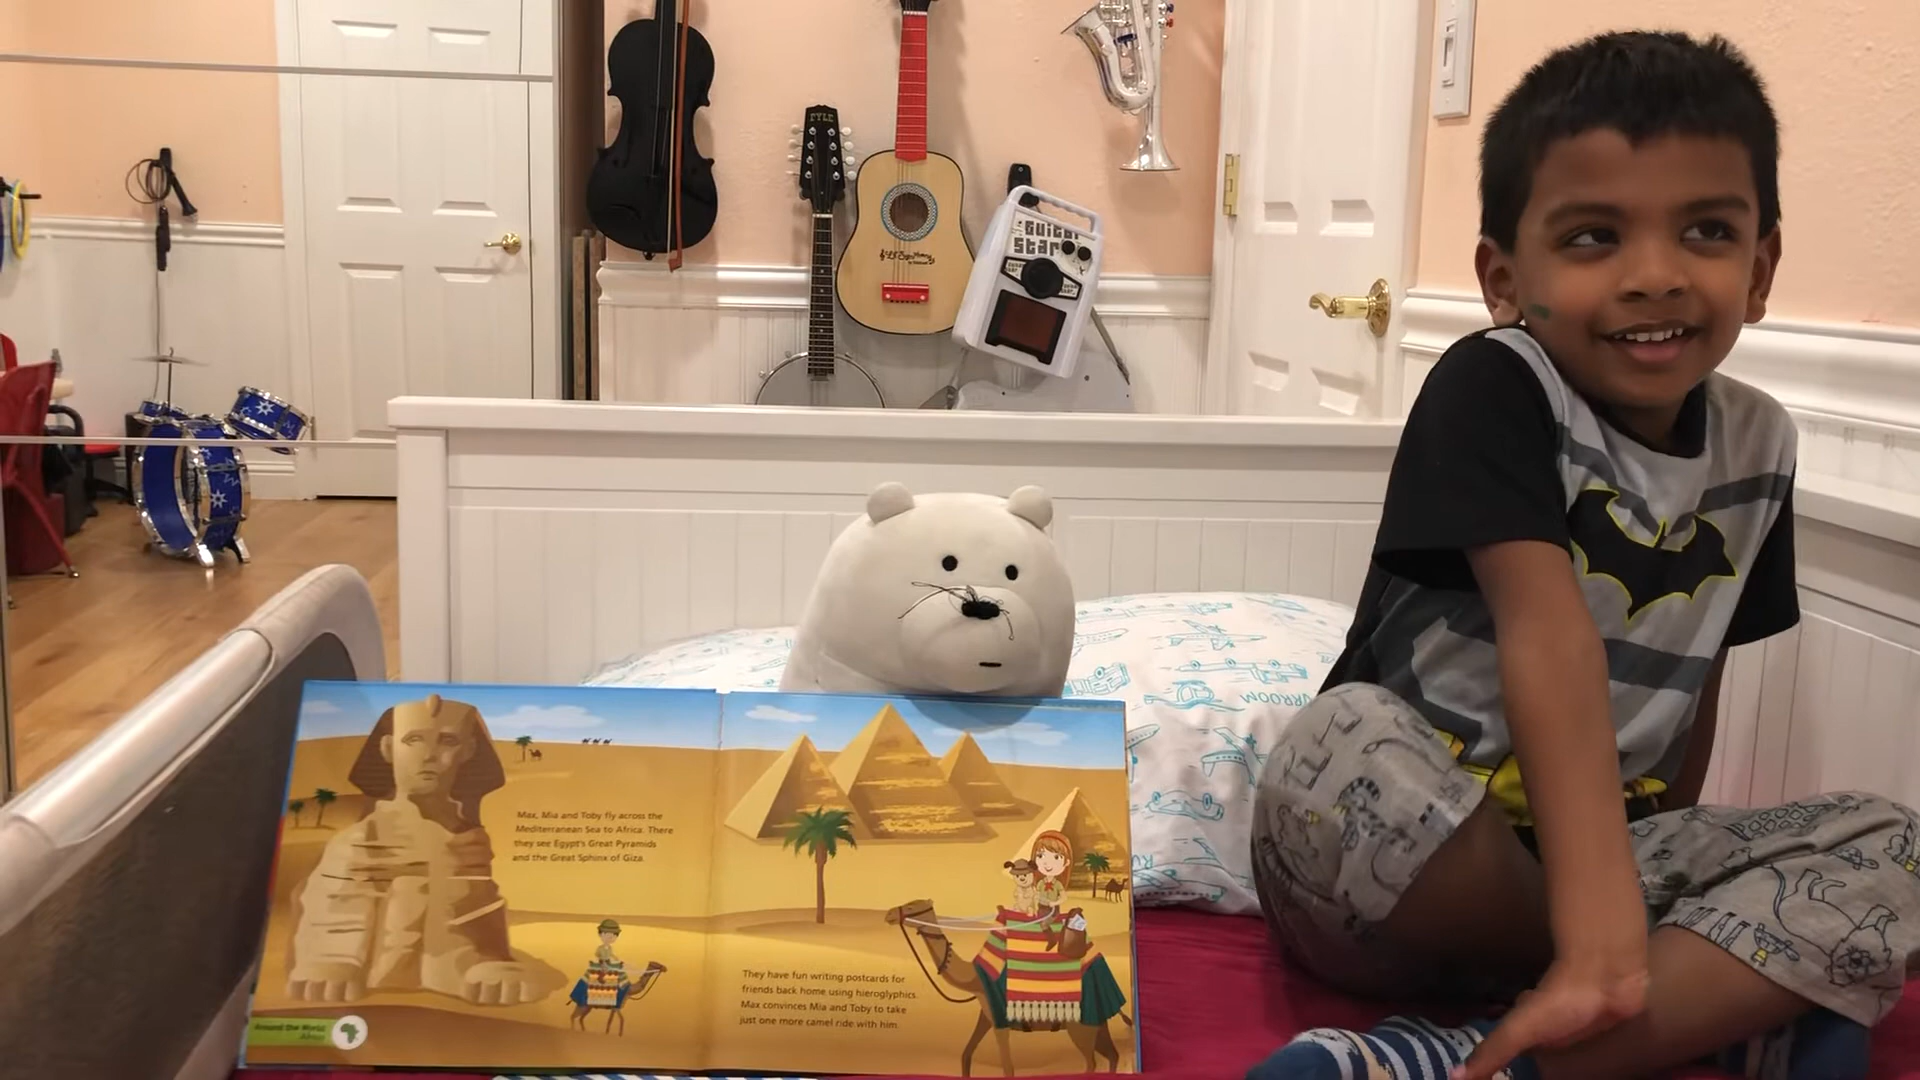 PYLE
Guitar
Star
Max, Mia and Toby fly across the
Mediterranean Sea to Africa. There
they see Egypt's Great Pyramids
and the Great Sphinx of Giza.
They have fun writing postcards for
friends back home using hieroglyphics.
Max convinces Mia and Toby to take
just one more camel ride with him.
Around the World
Africa